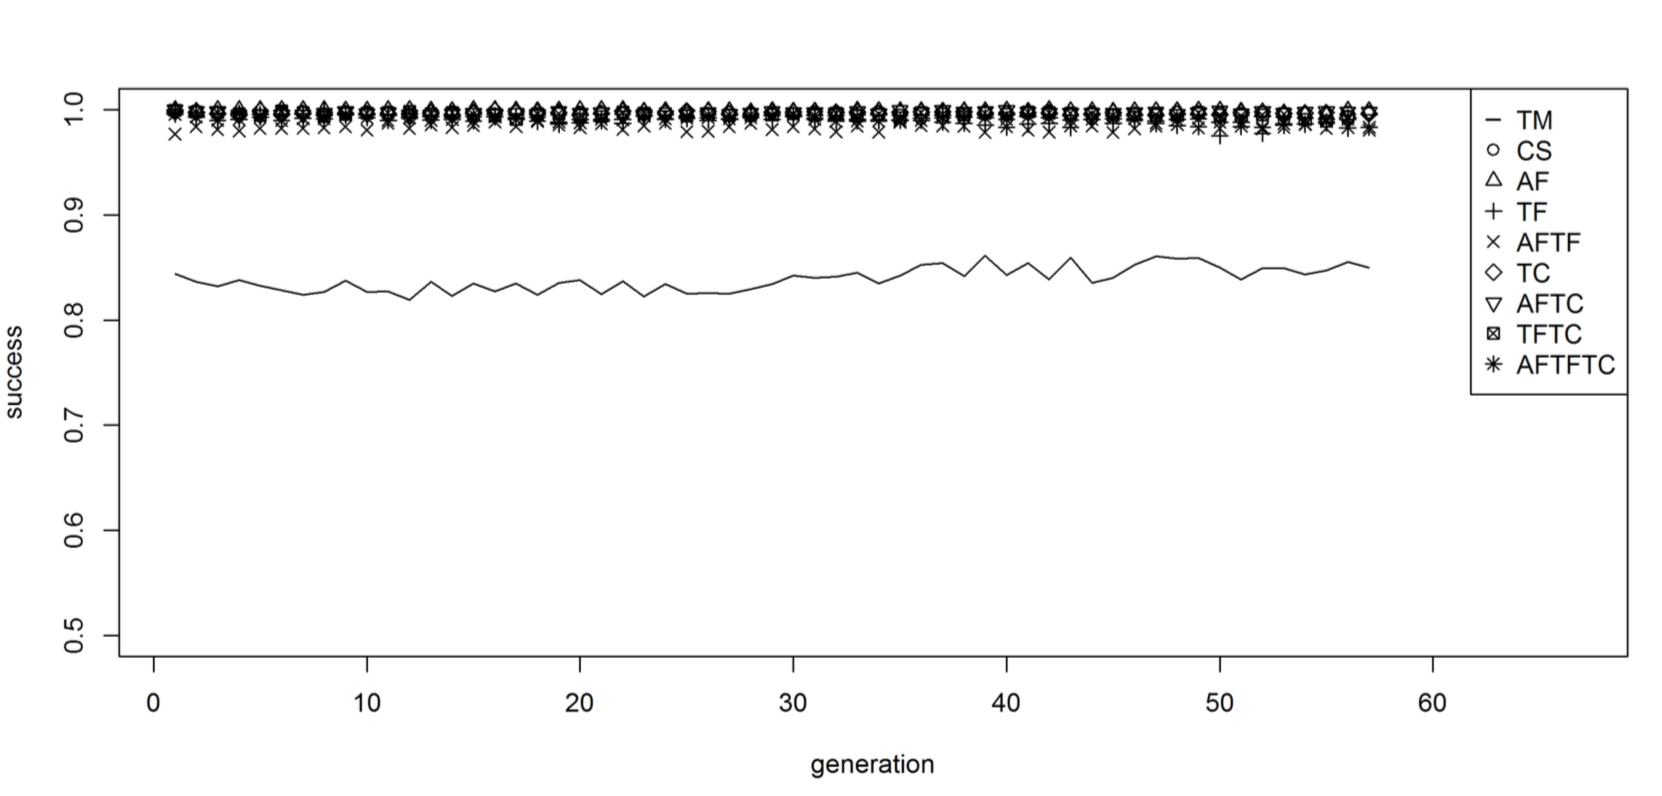 success
1.0
0.9
0.8
0.7
0.6
0.5
0 10 20 30 40 50 60
generation
TM
CS
AF
TF
AFTF
TC
AFTC
TFTC
AFTFTC